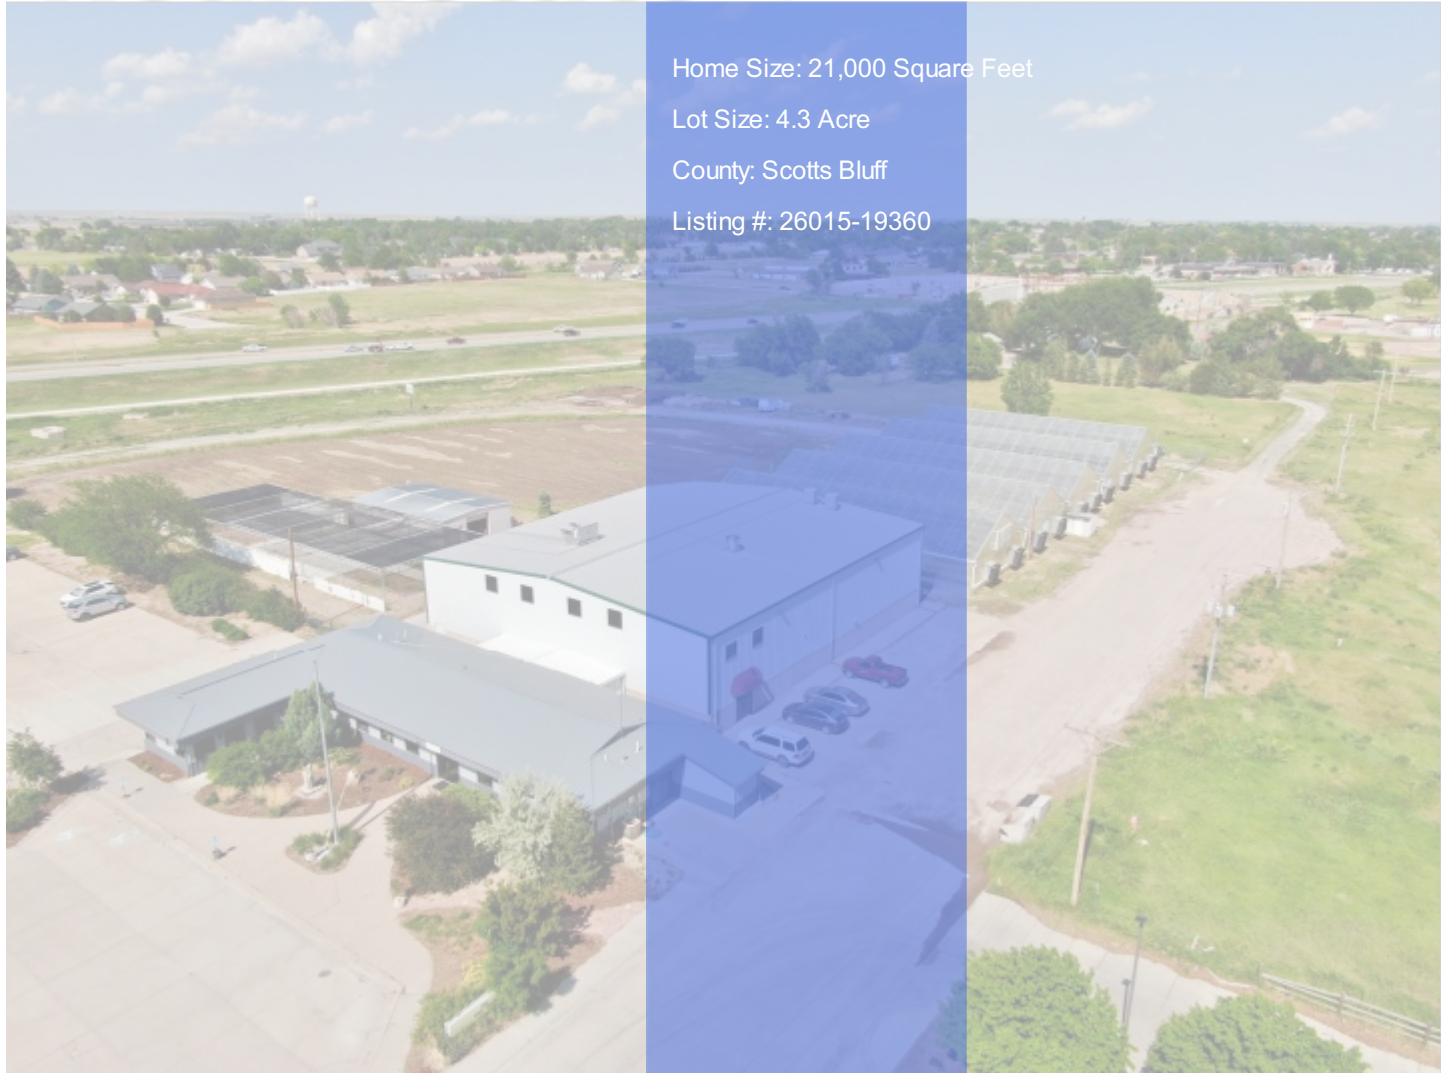 Home Size: 21,000 Square Feet
Lot Size: 4.3 Acre
County: Scotts Bluff
Listing #: 26015-19360